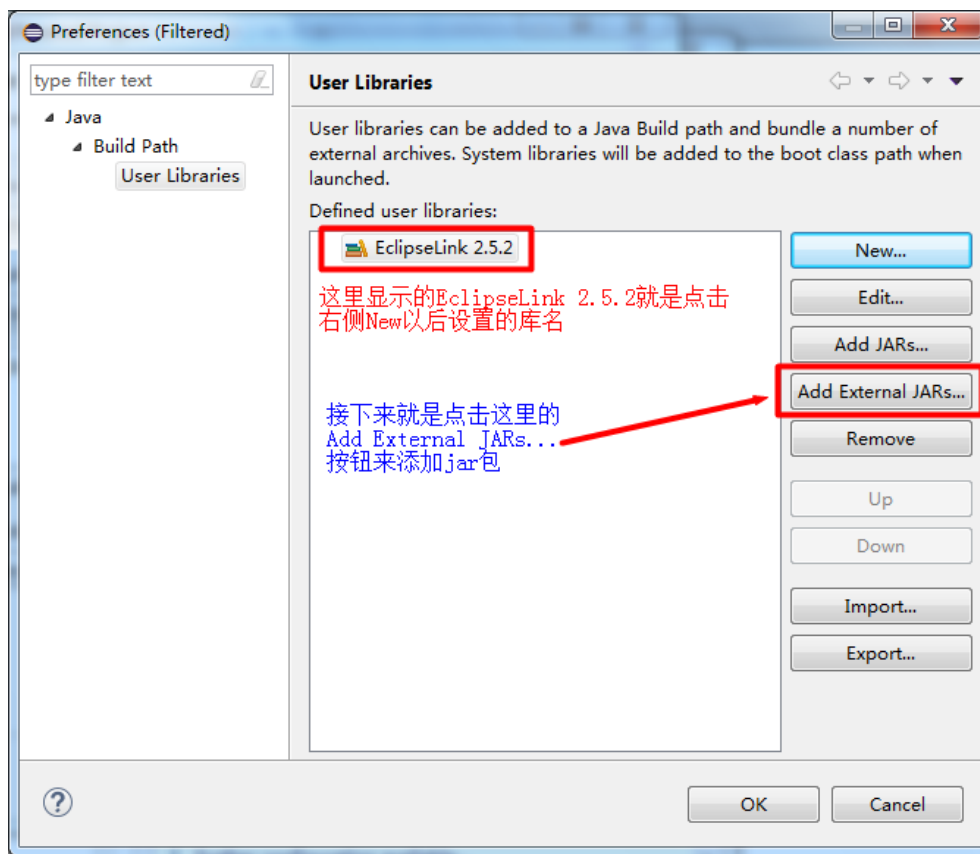 Preferences (Filtered)
type filter text
Java
Build Path
User Libraries
User Libraries
User libraries can be added to a Java Build path and bundle a number of
external archives. System libraries will be added to the boot class path when
launched.
Defined user libraries:
EclipseLink 2.5.2
这里显示的EclipseLink 2.5.2就是点击
右侧New以后设置的库名
接下来就是点击这里的
Add External JARs...
按钮来添加jar包
New...
Edit...
Add JARs...
Add External JARs...
Remove
Up
Down
Import...
Export...
OK
Cancel